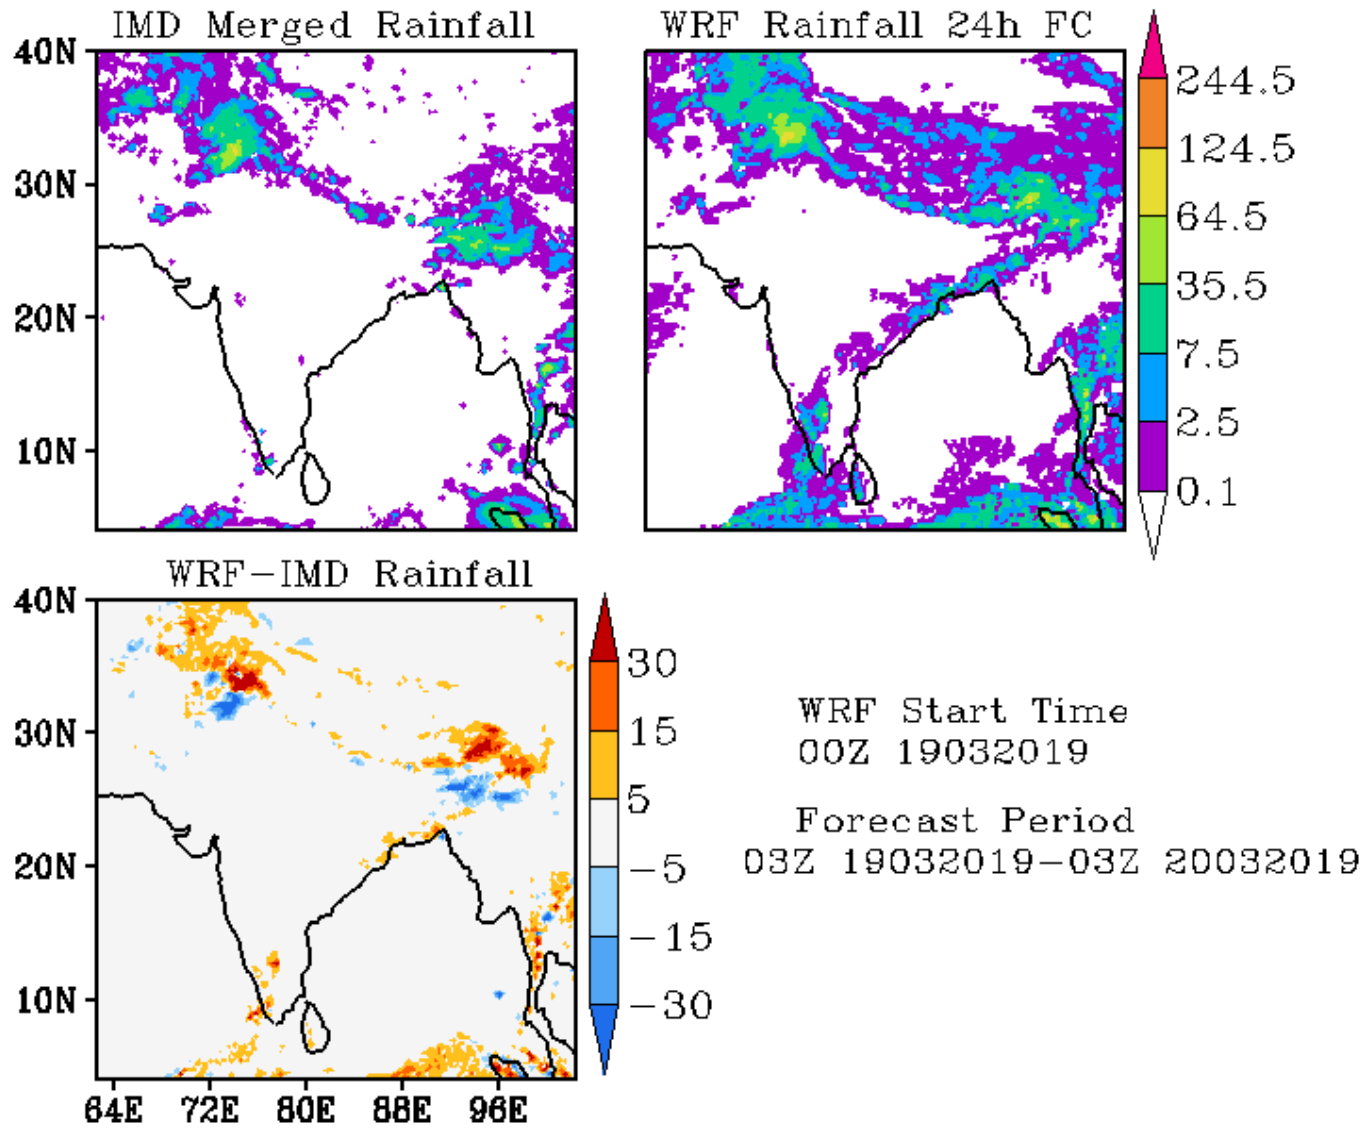 IMD Merged Rainfall
WRF Rainfall 24h FC
40N
30N
20N
10N
244.5
124.5
64.5
35.5
7.5
2.5
0.1
WRF-IMD Rainfall
40N
30N
20N
10N
64E 72E 80E 88E 96E
30
15
5
-5
-15
-30
WRF Start Time
00Z 19032019
Forecast Period
03Z 19032019-03Z 20032019